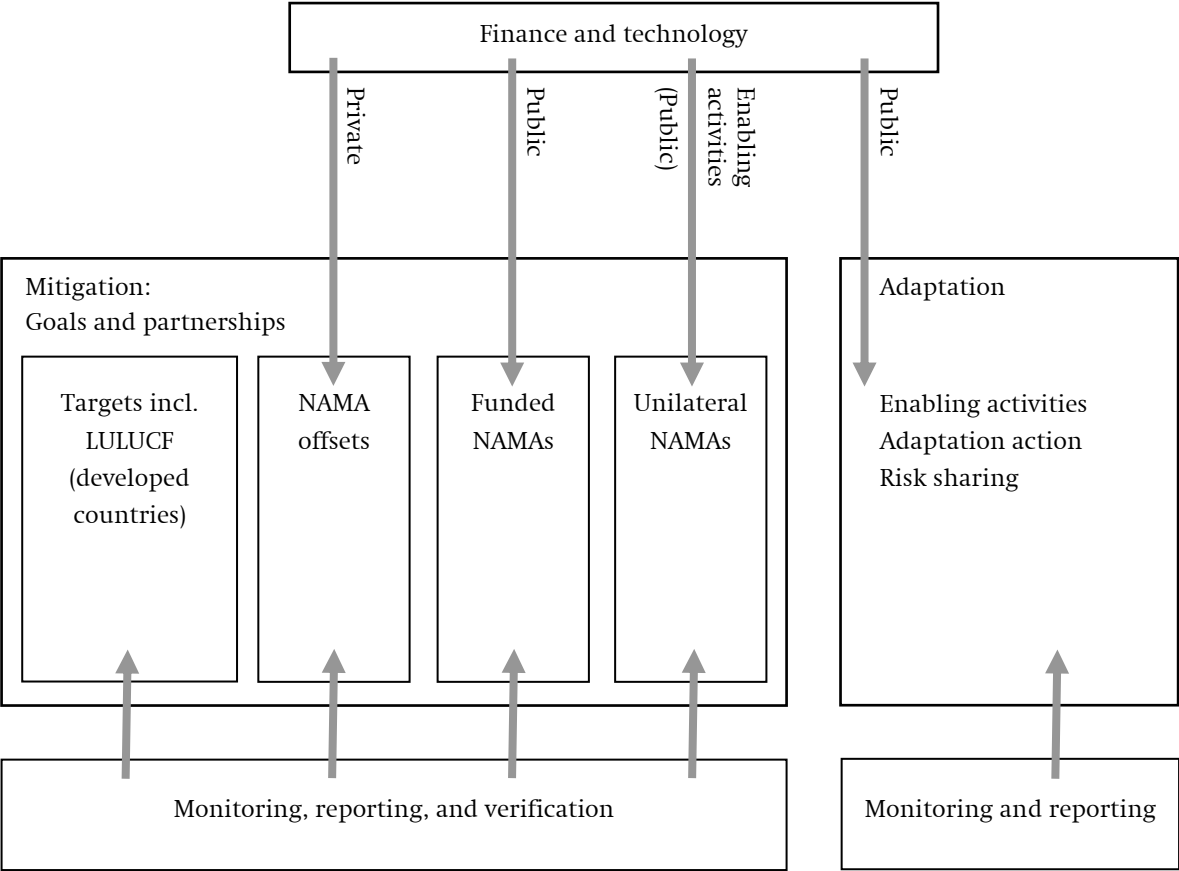 Finance and technology
Private
Public
Enabling
activities
(Public)
Public
Mitigation:
Goals and partnerships
Targets incl.
LULUCF
(developed
countries)
NAMA
offsets
Funded
NAMAs
Unilateral
NAMAs
Adaptation
Enabling activities
Adaptation action
Risk sharing
Monitoring, reporting, and verification
Monitoring and reporting